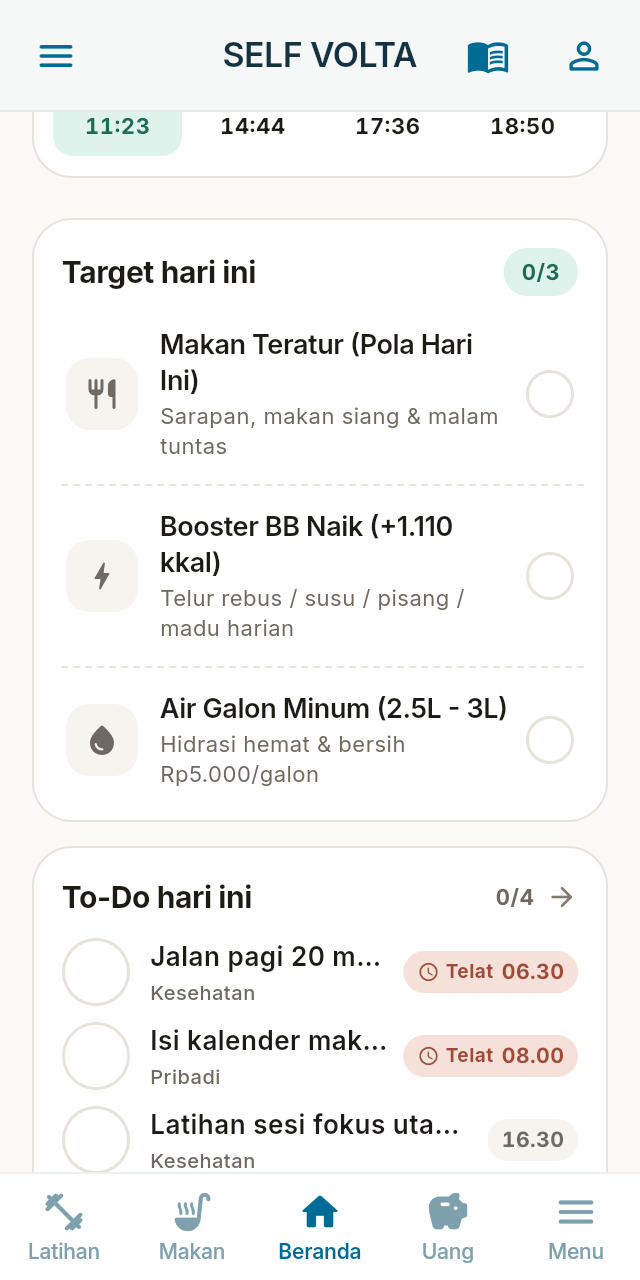 SELF VOLTA
11:23 14:44 17:36 18:50
Target hari ini 0/3
Makan Teratur (Pola Hari
Ini)
Sarapan, makan siang & malam
tuntas
Booster BB Naik (+1.110
kkal)
Telur rebus / susu / pisang /
madu harian
Air Galon Minum (2.5L - 3L)
Hidrasi hemat & bersih
Rp5.000/galon
To-Do hari ini 0/4
Jalan pagi 20 m... Telat 06.30
Kesehatan
Isi kalender mak... Telat 08.00
Pribadi
Latihan sesi fokus uta... 16.30
Kesehatan
Latihan Makan Beranda Uang Menu